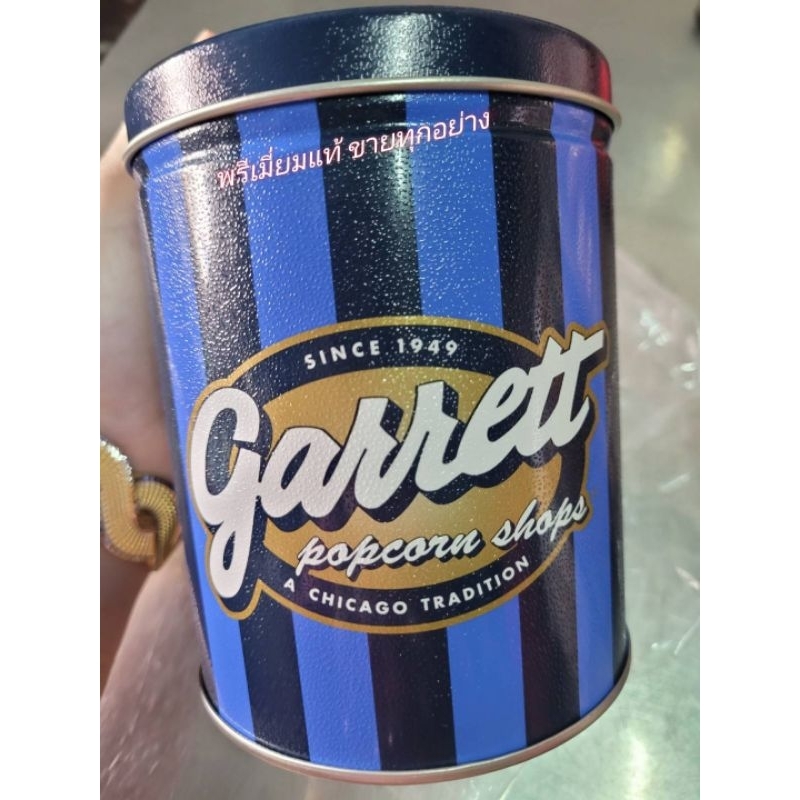 พรีเมี่ยมแท้ ขายทุกอย่าง
SINCE 1949
garrett
popcorn shops
A CHICAGO TRADITION